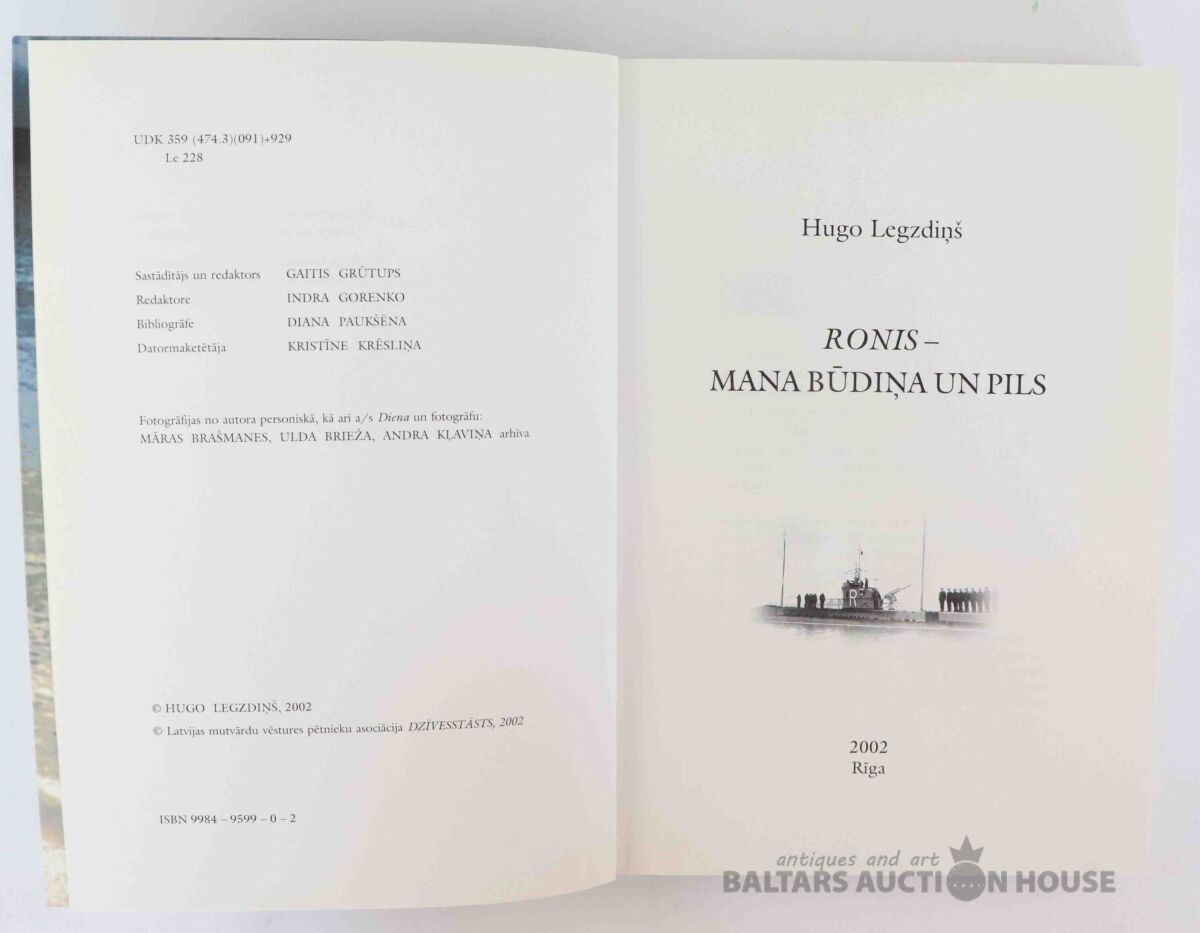 UDK 359 (474.3)(091)+929
Le 228
Sastādītājs un redaktors GAITIS GRŪTUPS
Redaktore INDRA GORENKO
Bibliogrāfe DIANA PAUKŠĒNA
Datormaketētāja KRISTĪNE KRĒSLIŅA
Fotogrāfijas no autora personiskā, kā arī a/s Diena un fotogrāfu:
MĀRAS BRAŠMANES, ULDA BRIEŽA, ANDRA KĻAVIŅA arhīva
© HUGO LEGZDIŅŠ, 2002
© Latvijas mutvārdu vēstures pētnieku asociācija DZĪVESSTĀSTS, 2002
ISBN 9984 – 9599 – 0 – 2
Hugo Legzdiņš
RONIS –
MANA BŪDIŅA UN PILS
R
2002
Rīga
antiques and art
BALTARS AUCTION HOUSE